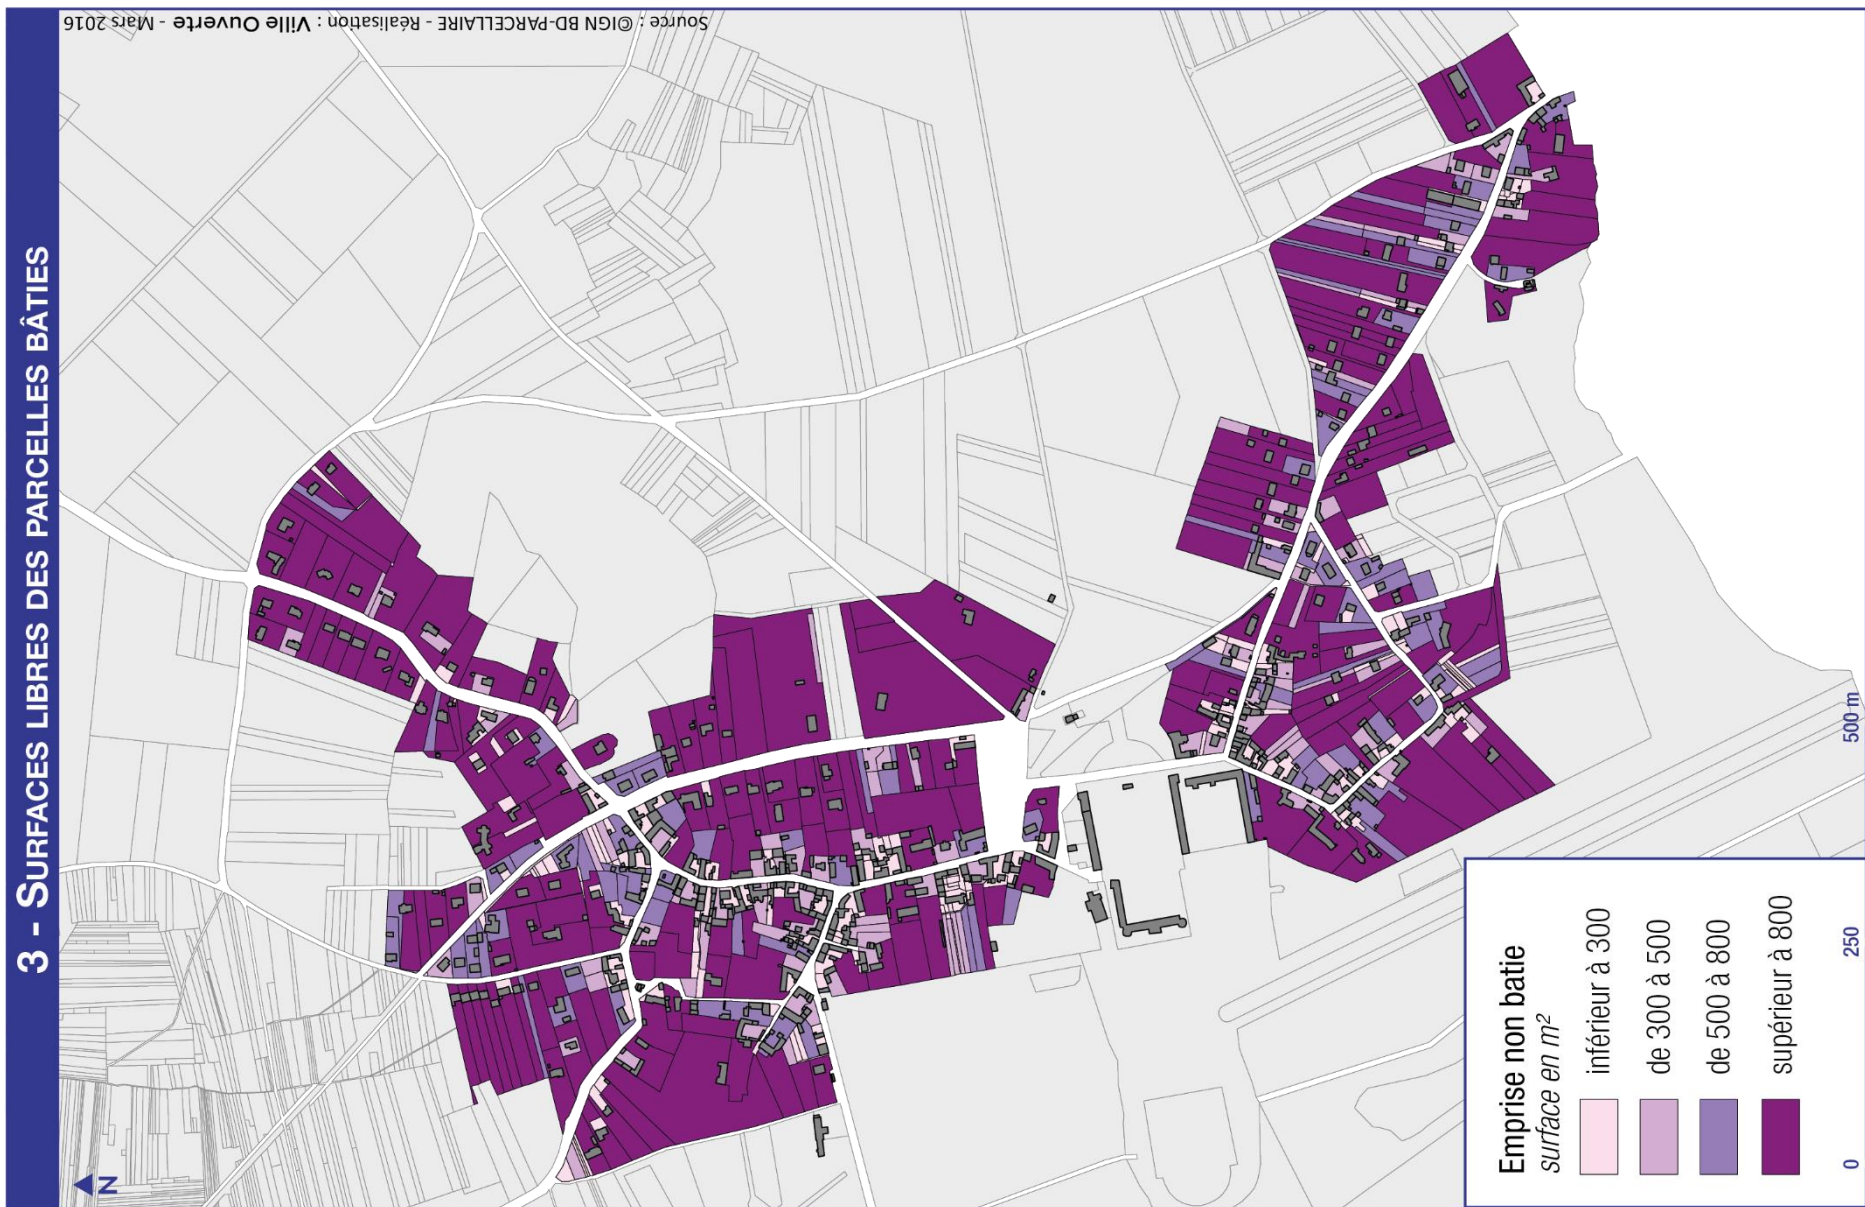 3 - SURFACES LIBRES DES PARCELLES BÂTIES
Source : ©IGN BD-PARCELLAIRE - Réalisation : Ville Ouverte - Mars 2016
N
Emprise non batie
surface en m²
inférieur à 300
de 300 à 500
de 500 à 800
supérieur à 800
0 250 500 m